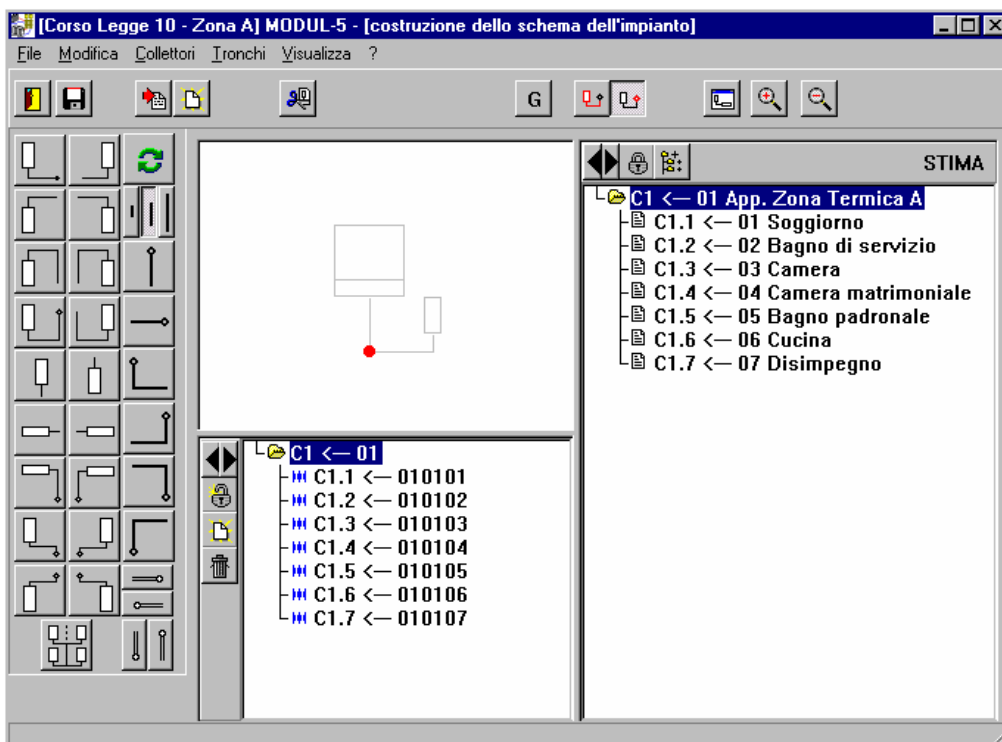 [Corso Legge 10 - Zona A] MODUL-5 - [costruzione dello schema dell'impianto]
File Modifica Collettori Tronchi Visualizza ?
G
STIMA
C1 <— 01 App. Zona Termica A
C1.1 <— 01 Soggiorno
C1.2 <— 02 Bagno di servizio
C1.3 <— 03 Camera
C1.4 <— 04 Camera matrimoniale
C1.5 <— 05 Bagno padronale
C1.6 <— 06 Cucina
C1.7 <— 07 Disimpegno
C1 <— 01
C1.1 <— 010101
C1.2 <— 010102
C1.3 <— 010103
C1.4 <— 010104
C1.5 <— 010105
C1.6 <— 010106
C1.7 <— 010107